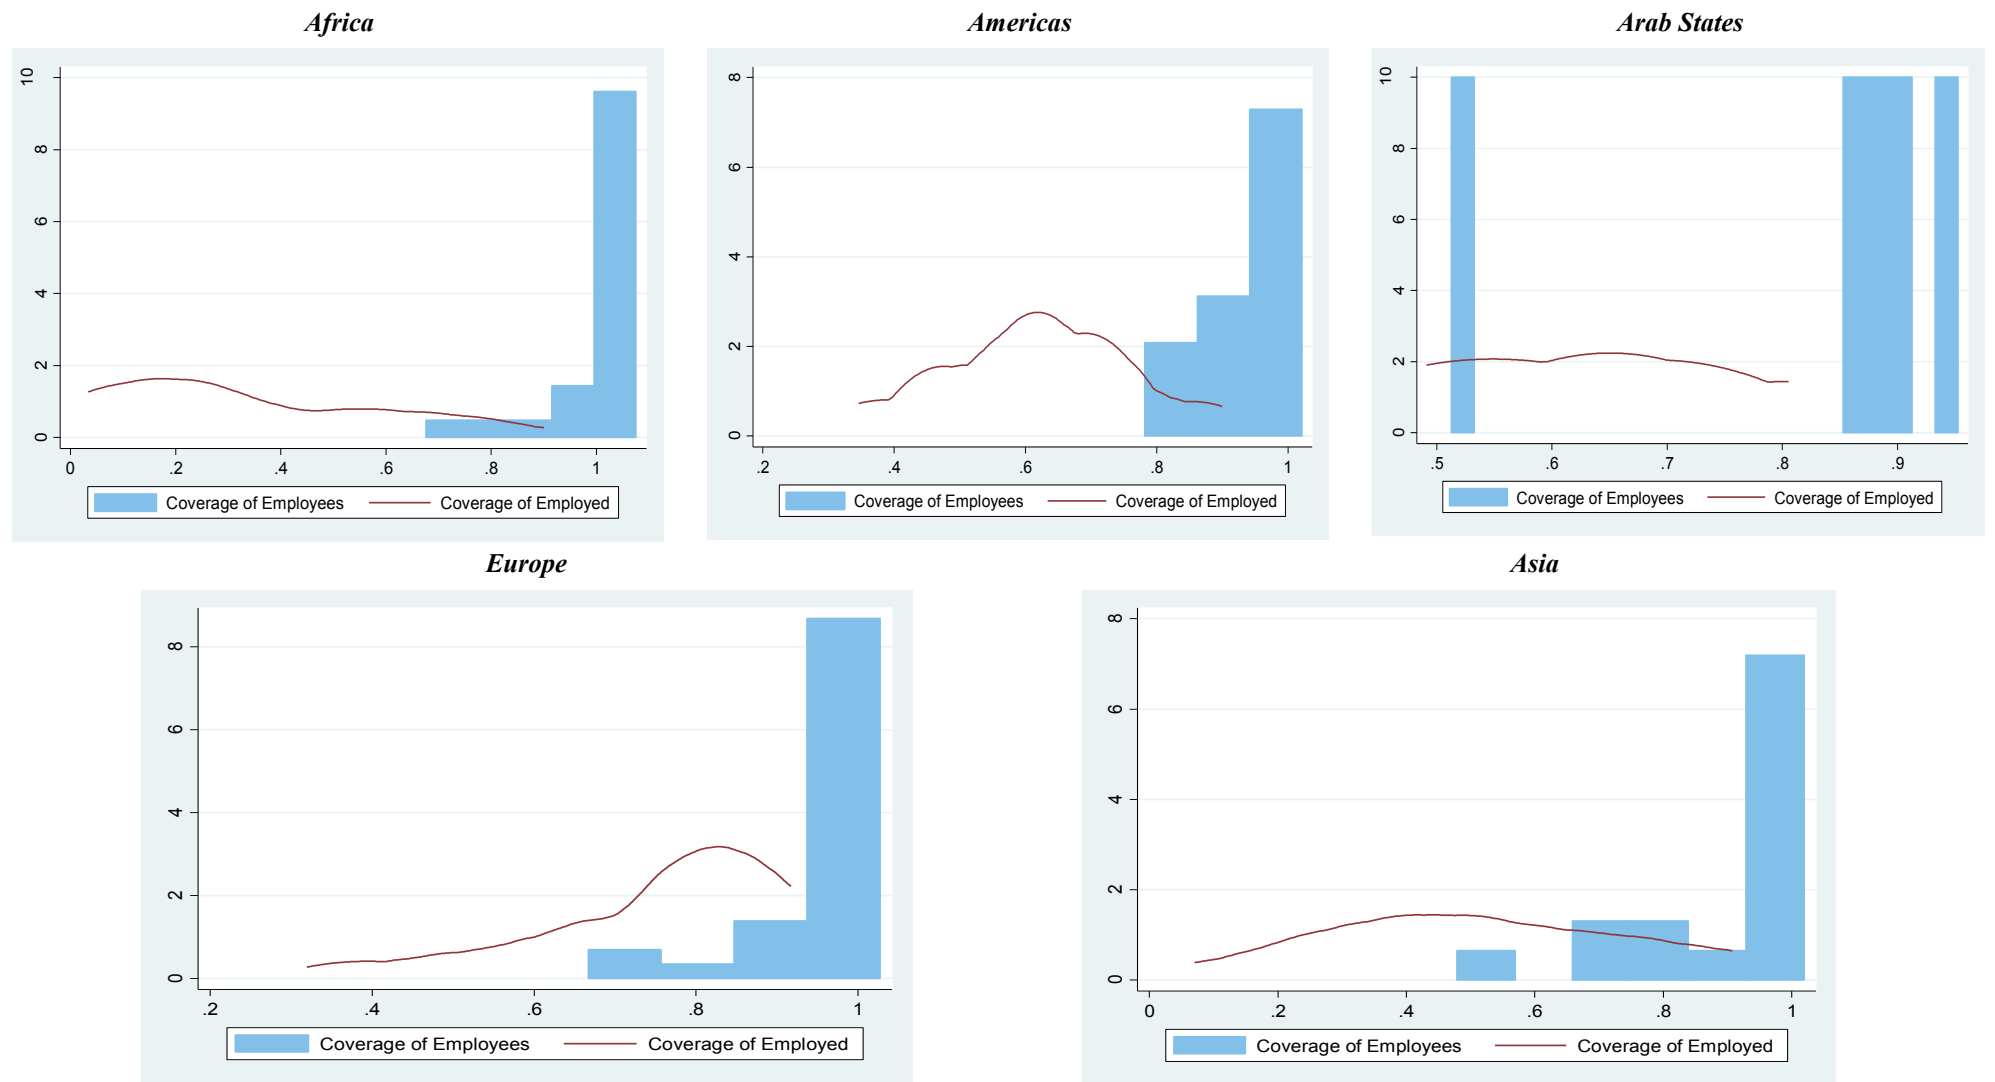 Africa
10
8
6
4
2
0
0 .2 .4 .6 .8 1
Coverage of Employees Coverage of Employed
Americas
8
6
4
2
0
.2 .4 .6 .8 1
Coverage of Employees Coverage of Employed
Arab States
10
8
6
4
2
0
.5 .6 .7 .8 .9
Coverage of Employees Coverage of Employed
Europe
8
6
4
2
0
.2 .4 .6 .8 1
Coverage of Employees Coverage of Employed
Asia
8
6
4
2
0
0 .2 .4 .6 .8 1
Coverage of Employees Coverage of Employed